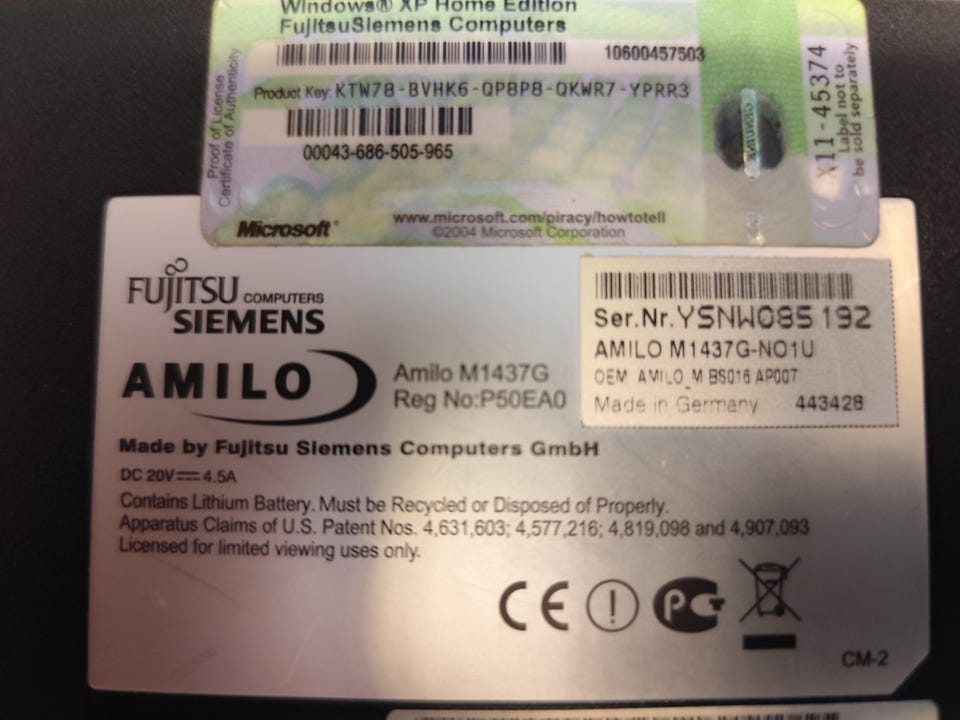 Windows® XP Home Edition
FujitsuSiemens Computers
10600457503
Product Key: KTW78-BVHK6-QP8P8-QKWR7-YPRR3
00043-686-505-965
Proof of License
Certificate of Authenticity
X11-45374
Label not to
be sold separately
Microsoft®
www.microsoft.com/piracy/howtotell
©2004 Microsoft Corporation
FUJITSU COMPUTERS
SIEMENS
AMILO
Amilo M1437G
Reg No:P50EA0
Ser.Nr.YSNW085192
AMILO M1437G-NO1U
OEM AMILO_M BS016 AP007
Made in Germany 443428
Made by Fujitsu Siemens Computers GmbH
DC 20V⎓4.5A
Contains Lithium Battery. Must be Recycled or Disposed of Properly.
Apparatus Claims of U.S. Patent Nos. 4,631,603; 4,577,216; 4,819,098 and 4,907,093
Licensed for limited viewing uses only.
CE
CM-2